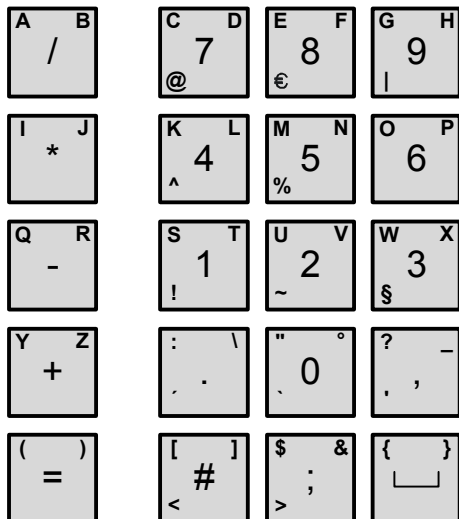 A B C D E F G H
/ 7 8 9
@ € |
I J K L M N O P
* 4 5 6
^ %
Q R S T U V W X
- 1 2 3
! ~ §
Y Z : \ " ° ? _
+ . 0 ,
´ ` '
( ) [ ] $ & { }
= # ;
< >